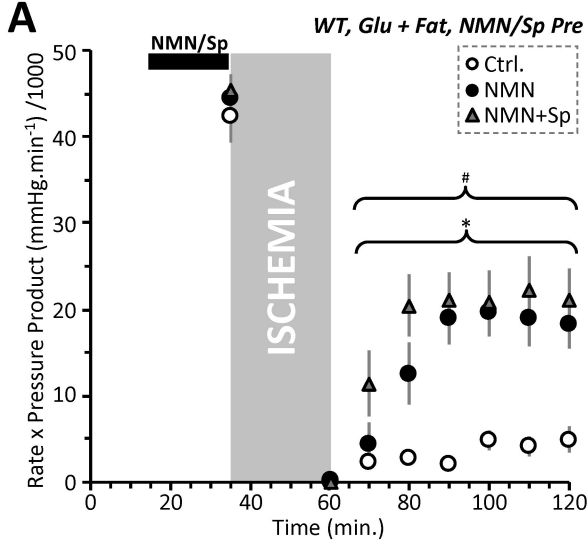 A
WT, Glu + Fat, NMN/Sp Pre
NMN/Sp
Ctrl.
NMN
NMN+Sp
Rate x Pressure Product (mmHg.min⁻¹) /1000
50
40
30
20
10
0
ISCHEMIA
#
*
0 20 40 60 80 100 120
Time (min.)